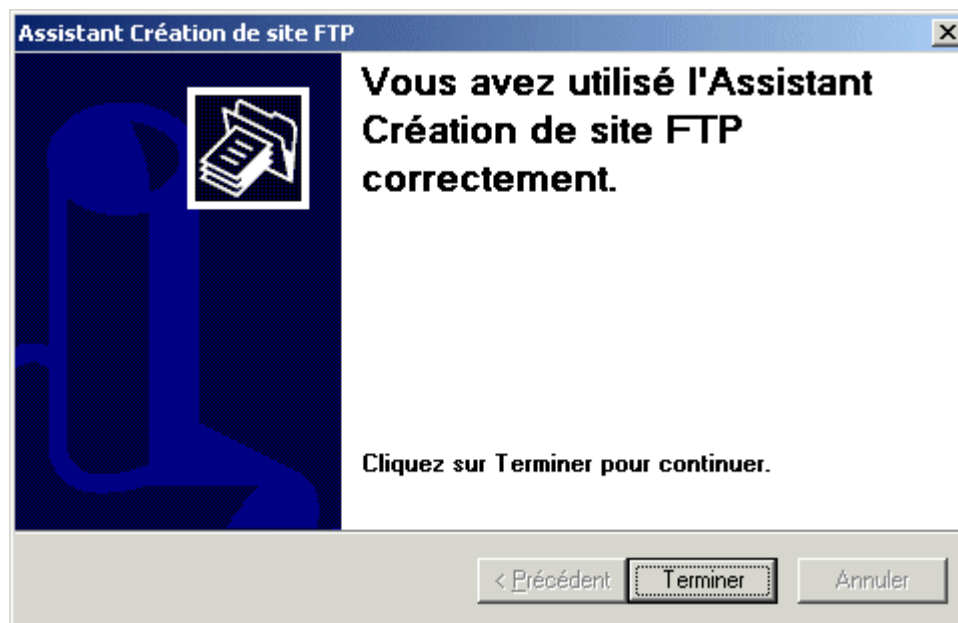 Assistant Création de site FTP
Vous avez utilisé l'Assistant
Création de site FTP
correctement.
Cliquez sur Terminer pour continuer.
< Précédent Terminer Annuler